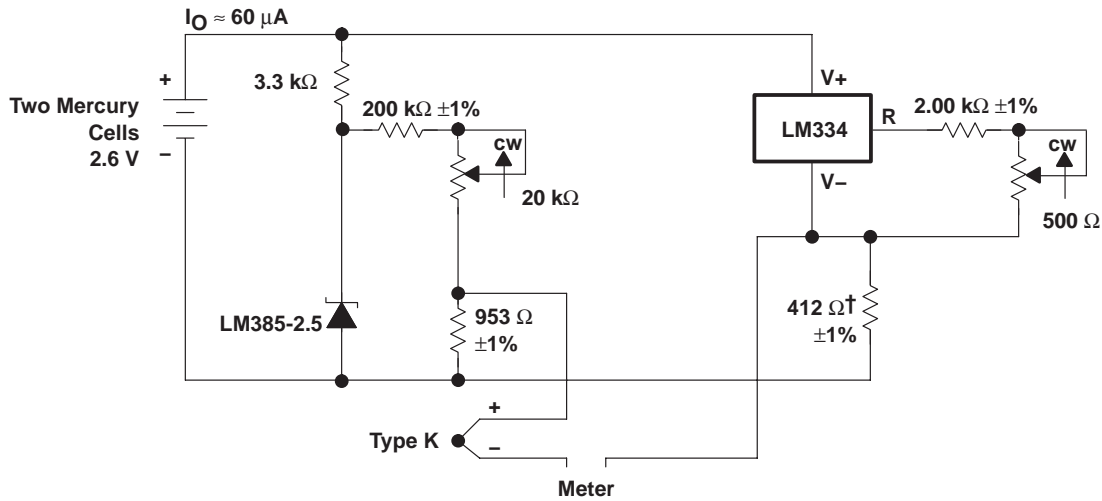 IO ≈ 60 μA
+
Two Mercury
Cells
2.6 V
−
3.3 kΩ
200 kΩ ±1%
cw
20 kΩ
LM385-2.5
953 Ω
±1%
V+
LM334
R
V−
2.00 kΩ ±1%
cw
500 Ω
412 Ω†
±1%
Type K
+
−
Meter